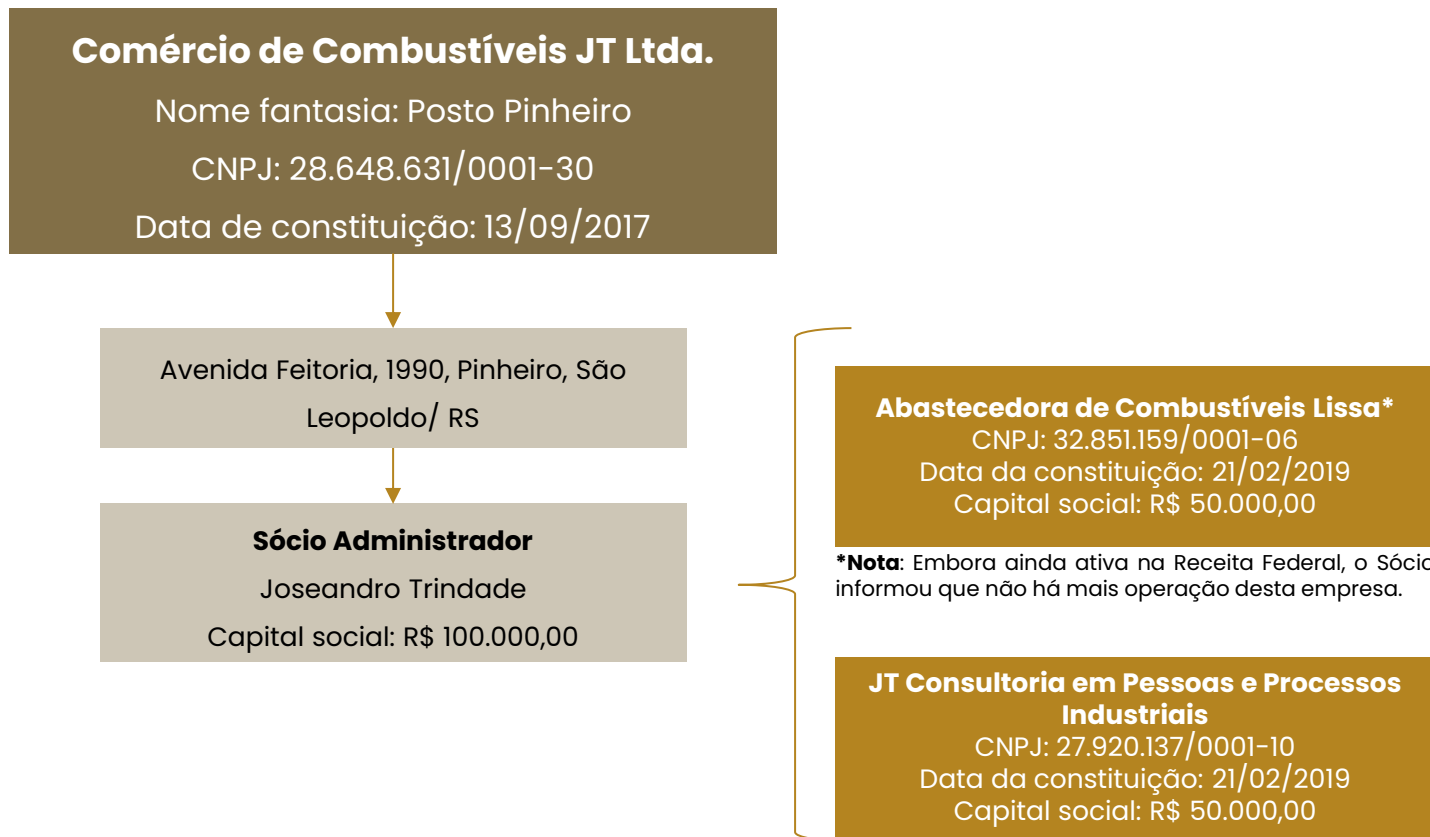 Comércio de Combustíveis JT Ltda.
Nome fantasia: Posto Pinheiro
CNPJ: 28.648.631/0001-30
Data de constituição: 13/09/2017
Avenida Feitoria, 1990, Pinheiro, São
Leopoldo/ RS
Sócio Administrador
Joseandro Trindade
Capital social: R$ 100.000,00
Abastecedora de Combustíveis Lissa*
CNPJ: 32.851.159/0001-06
Data da constituição: 21/02/2019
Capital social: R$ 50.000,00
*Nota: Embora ainda ativa na Receita Federal, o Sócio
informou que não há mais operação desta empresa.
JT Consultoria em Pessoas e Processos
Industriais
CNPJ: 27.920.137/0001-10
Data da constituição: 21/02/2019
Capital social: R$ 50.000,00